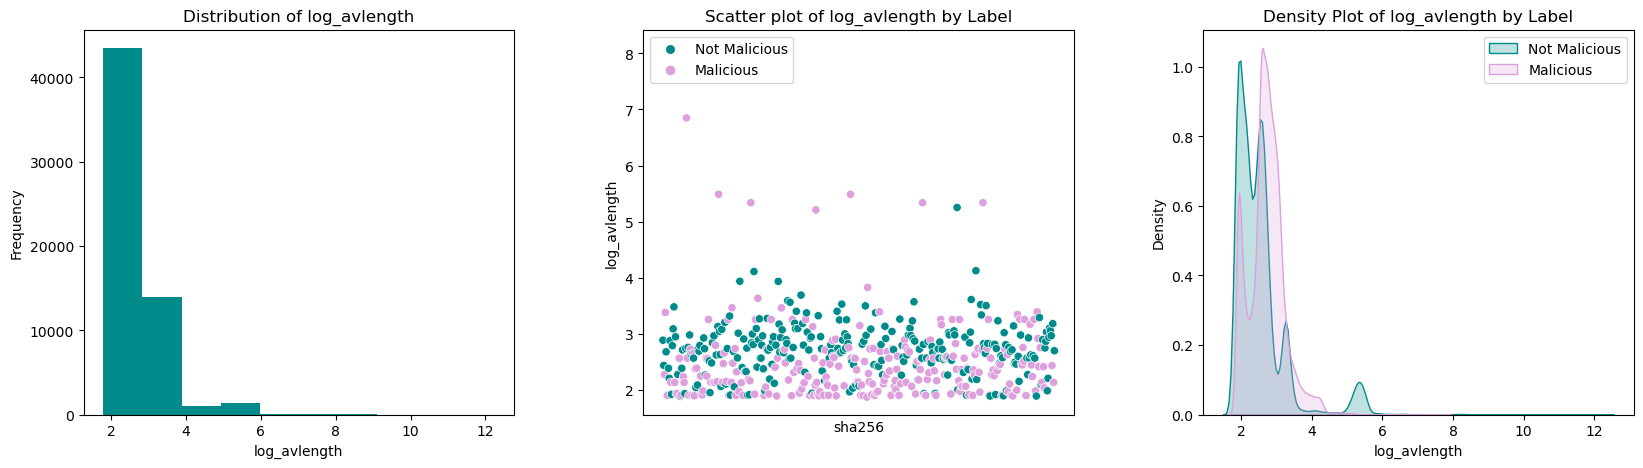 Distribution of log_avlength
Frequency
40000
30000
20000
10000
0
2 4 6 8 10 12
log_avlength
Scatter plot of log_avlength by Label
Not Malicious
Malicious
log_avlength
8
7
6
5
4
3
2
sha256
Density Plot of log_avlength by Label
Not Malicious
Malicious
Density
1.0
0.8
0.6
0.4
0.2
0.0
2 4 6 8 10 12
log_avlength